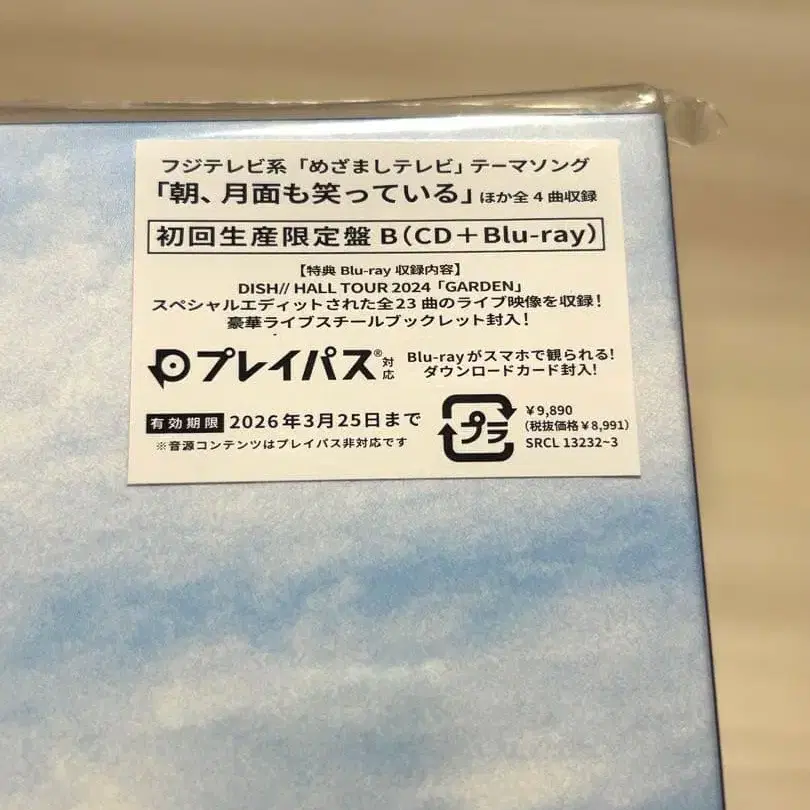 フジテレビ系「めざましテレビ」テーマソング
「朝、月面も笑っている」ほか全4曲収録
初回生産限定盤 B(CD+Blu-ray)
【特典 Blu-ray 収録内容】
DISH// HALL TOUR 2024「GARDEN」
スペシャルエディットされた全23曲のライブ映像を収録!
豪華ライブスチールブックレット封入!
プレイパス®対応
Blu-rayがスマホで観られる!
ダウンロードカード封入!
有効期限 2026年3月25日まで
※音源コンテンツはプレイパス非対応です
プラ
¥9,890
(税抜価格¥8,991)
SRCL 13232~3